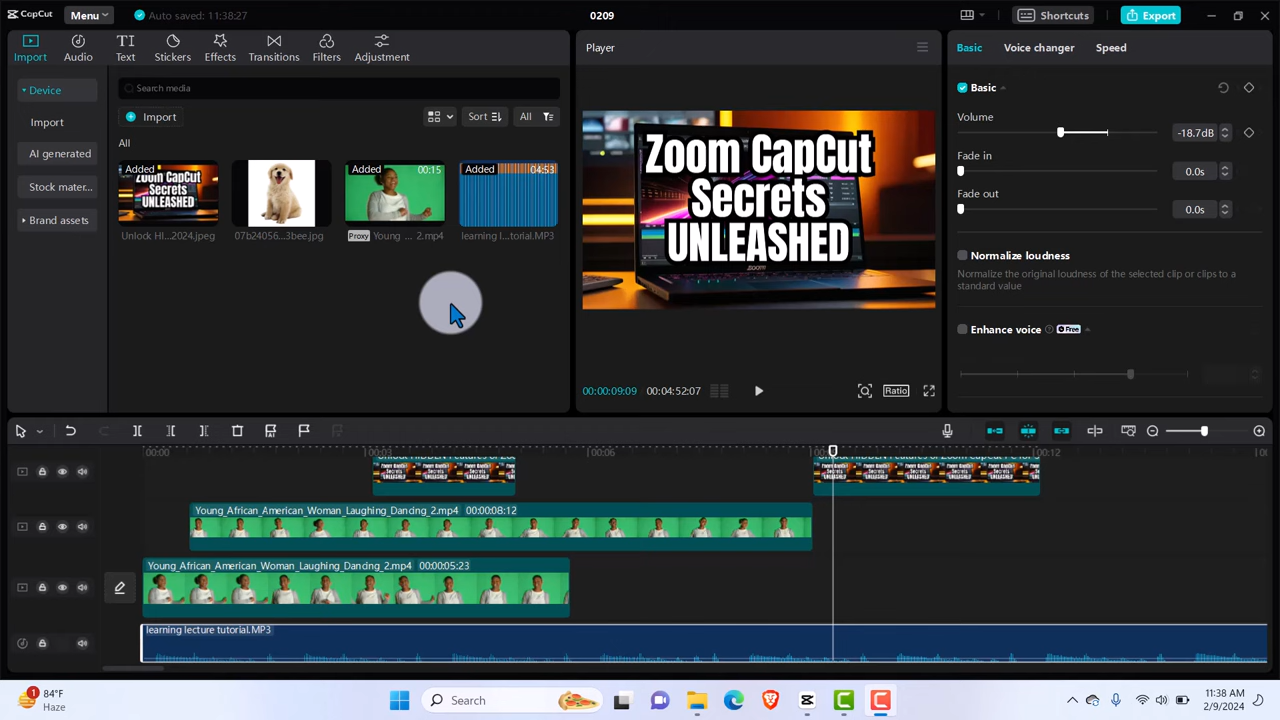 CapCut
Menu
Auto saved: 11:38:27
0209
Shortcuts
Export
Import
Audio
Text
Stickers
Effects
Transitions
Filters
Adjustment
Device
Import
AI generated
Stock mater...
Brand assets
Search media
Import
Sort
All
All
Added
Zoom CapCut
Secrets
UNLEASHED
Unlock HI...2024.jpeg
07b24056...3bee.jpg
Added 00:15
Proxy Young ... 2.mp4
Added 04:53
learning l...torial.MP3
Player
Zoom CapCut
Secrets
UNLEASHED
00:00:09:09 00:04:52:07
Ratio
Basic Voice changer Speed
Basic
Volume
-18.7dB
Fade in
0.0s
Fade out
0.0s
Normalize loudness
Normalize the original loudness of the selected clip or clips to a
standard value
Enhance voice Free
00:00
00:06
00:12
Young_African_American_Woman_Laughing_Dancing_2.mp4 00:00:08:12
Young_African_American_Woman_Laughing_Dancing_2.mp4 00:00:05:23
learning lecture tutorial.MP3
1
84°F
Haze
Search
11:38 AM
2/9/2024